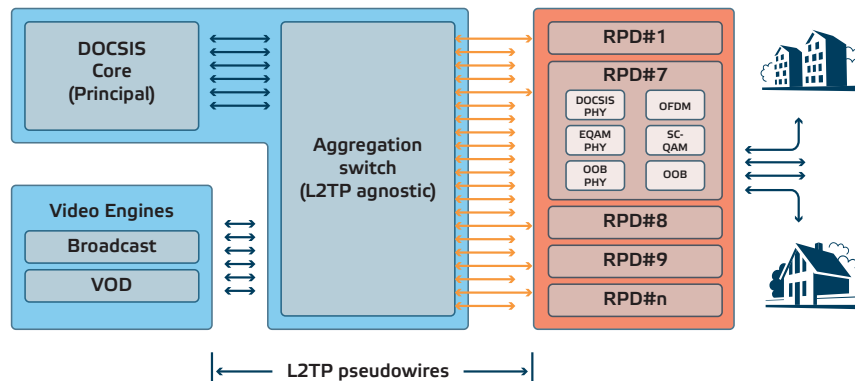 DOCSIS
Core
(Principal)
Aggregation
switch
(L2TP agnostic)
RPD#1
RPD#7
DOCSIS
PHY
OFDM
EQAM
PHY
SC-
QAM
OOB
PHY
OOB
RPD#8
RPD#9
RPD#n
Video Engines
Broadcast
VOD
L2TP pseudowires